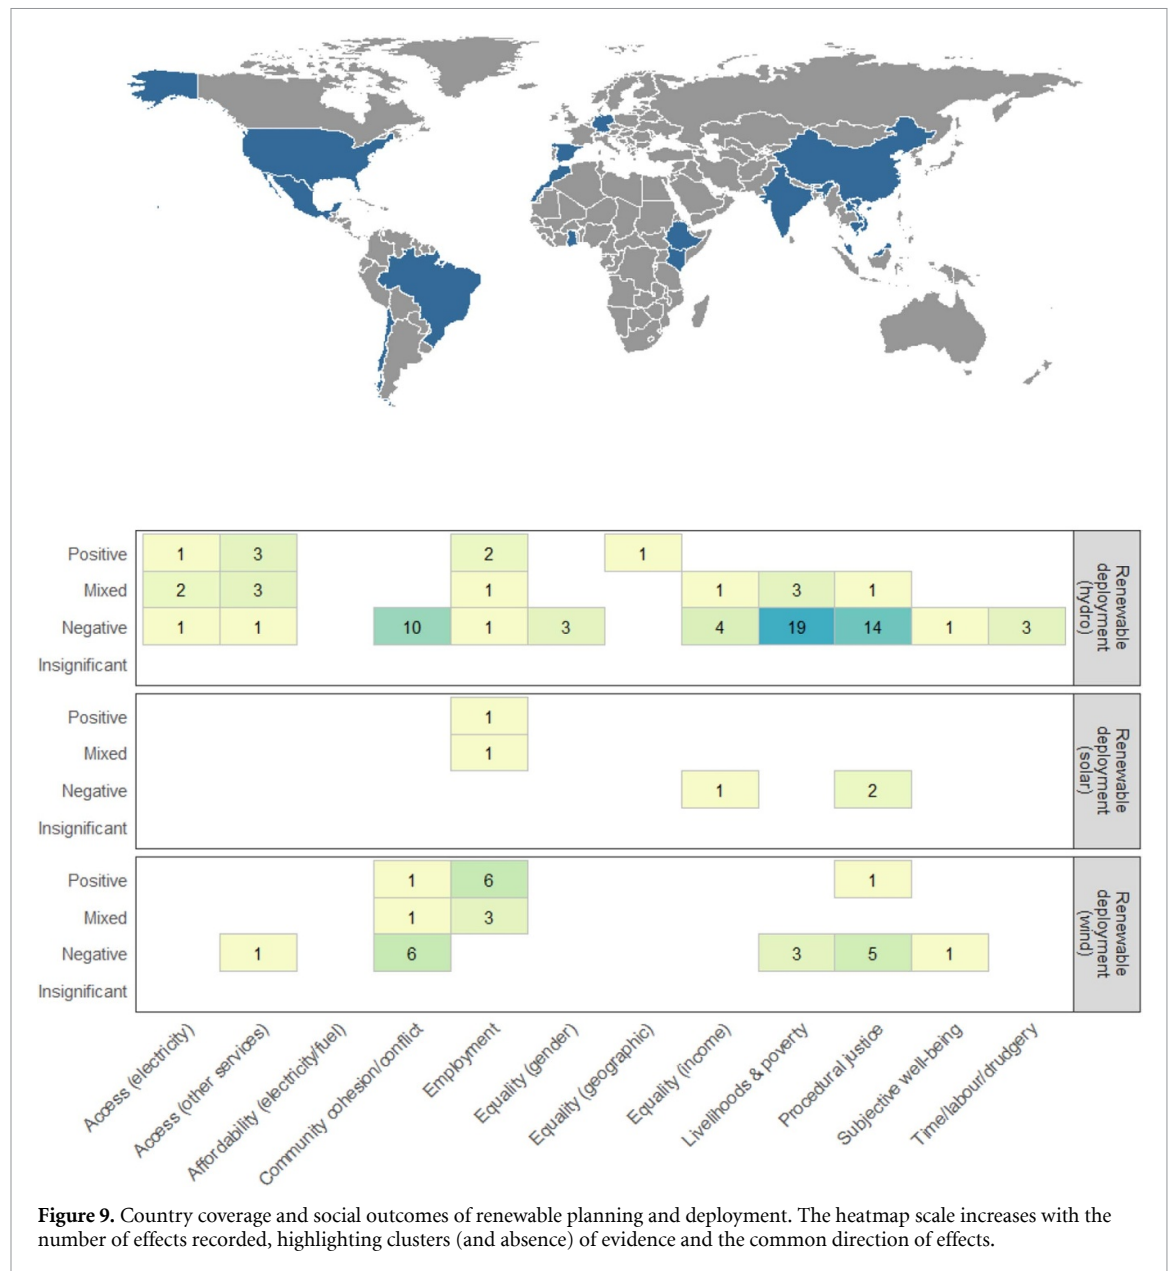 Positive 1 3 2 1
Mixed 2 3 1 1 3 1
Negative 1 1 10 1 3 4 19 14 1 3
Insignificant
Renewable
deployment
(hydro)
Positive 1
Mixed 1
Negative 1 2
Insignificant
Renewable
deployment
(solar)
Positive 1 6 1
Mixed 1 3
Negative 1 6 3 5 1
Insignificant
Renewable
deployment
(wind)
Access (electricity)
Access (other services)
Affordability (electricity/fuel)
Community cohesion/conflict
Employment
Equality (gender)
Equality (geographic)
Equality (income)
Livelihoods & poverty
Procedural justice
Subjective well-being
Time/labour/drudgery
Figure 9. Country coverage and social outcomes of renewable planning and deployment. The heatmap scale increases with the
number of effects recorded, highlighting clusters (and absence) of evidence and the common direction of effects.